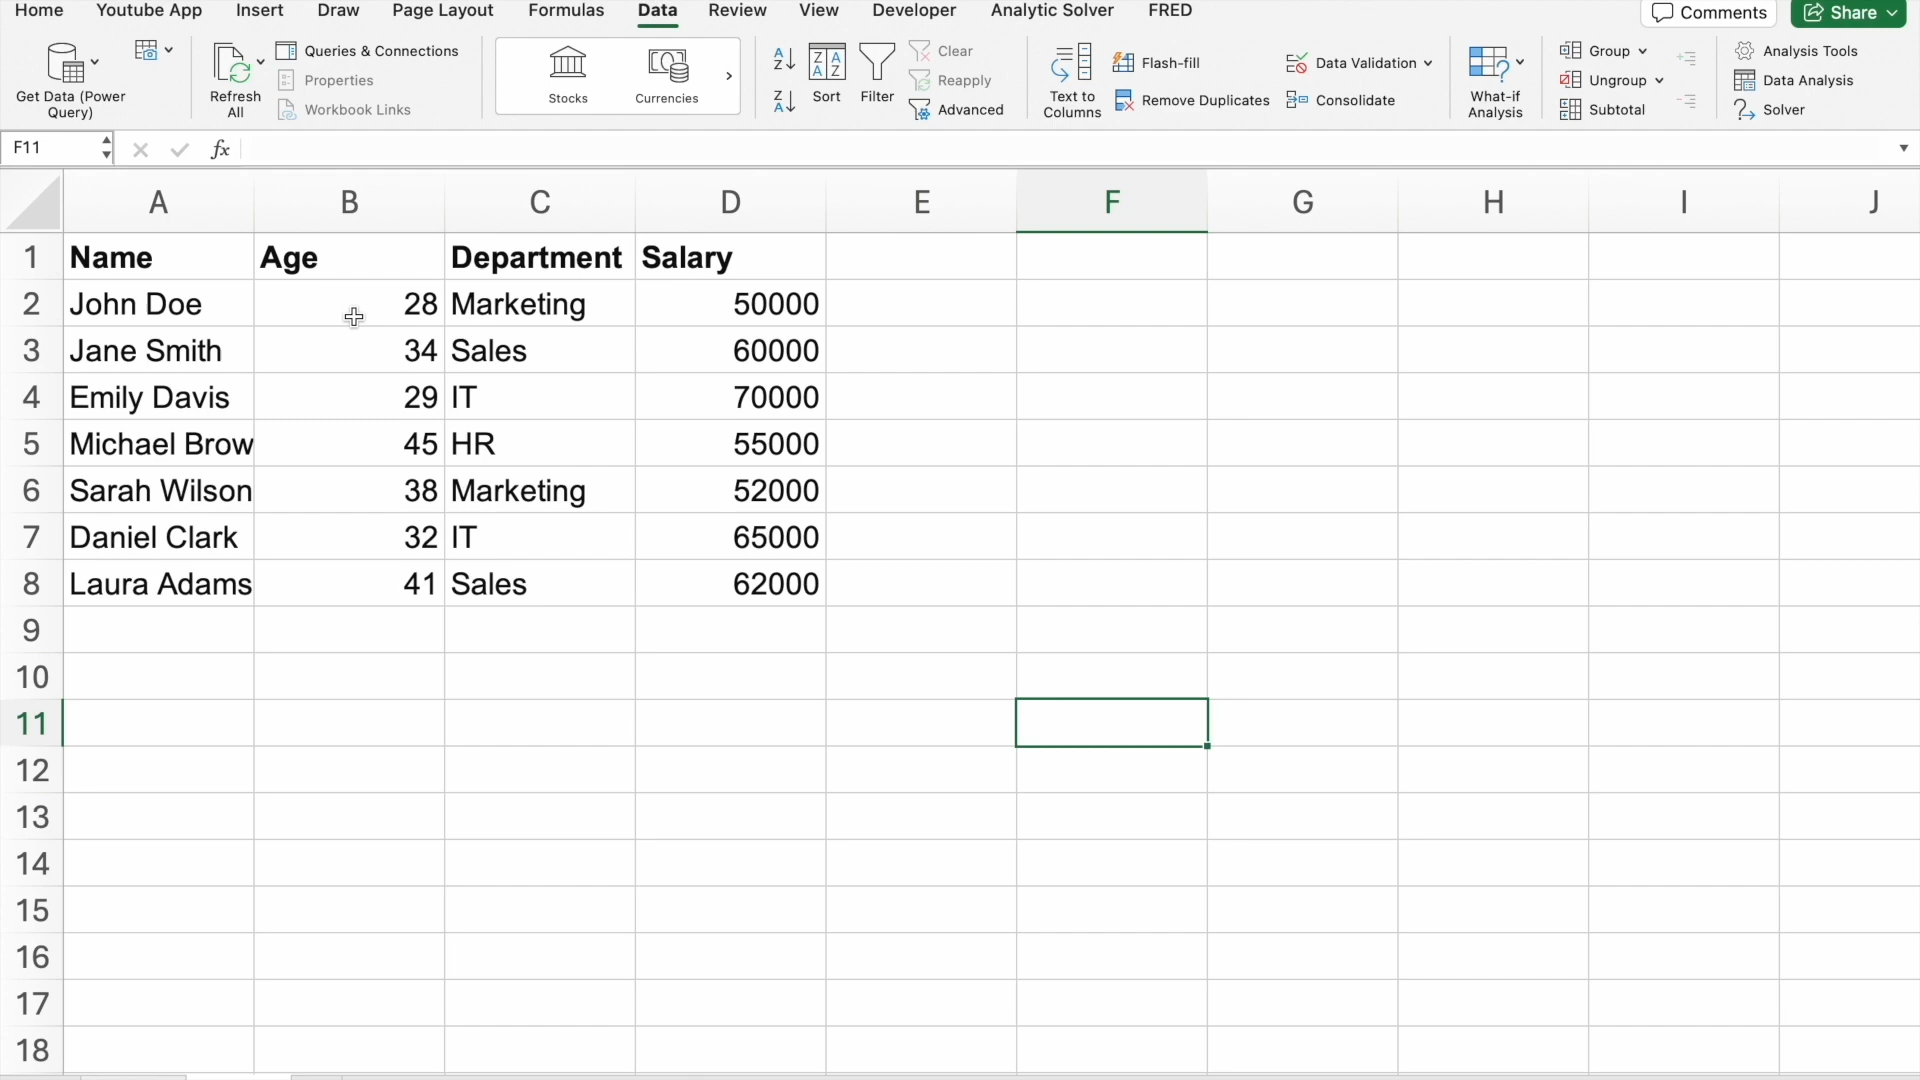 Home Youtube App Insert Draw Page Layout Formulas Data Review View Developer Analytic Solver FRED Comments Share
Get Data (Power Query)
Refresh All
Queries & Connections
Properties
Workbook Links
Stocks Currencies
Sort
Filter
Clear
Reapply
Advanced
Text to Columns
Flash-fill
Remove Duplicates
Data Validation
Consolidate
What-if Analysis
Group
Ungroup
Subtotal
Analysis Tools
Data Analysis
Solver
F11 fx
A B C D E F G H I J
1 Name Age Department Salary
2 John Doe 28 Marketing 50000
3 Jane Smith 34 Sales 60000
4 Emily Davis 29 IT 70000
5 Michael Brow 45 HR 55000
6 Sarah Wilson 38 Marketing 52000
7 Daniel Clark 32 IT 65000
8 Laura Adams 41 Sales 62000
9
10
11
12
13
14
15
16
17
18